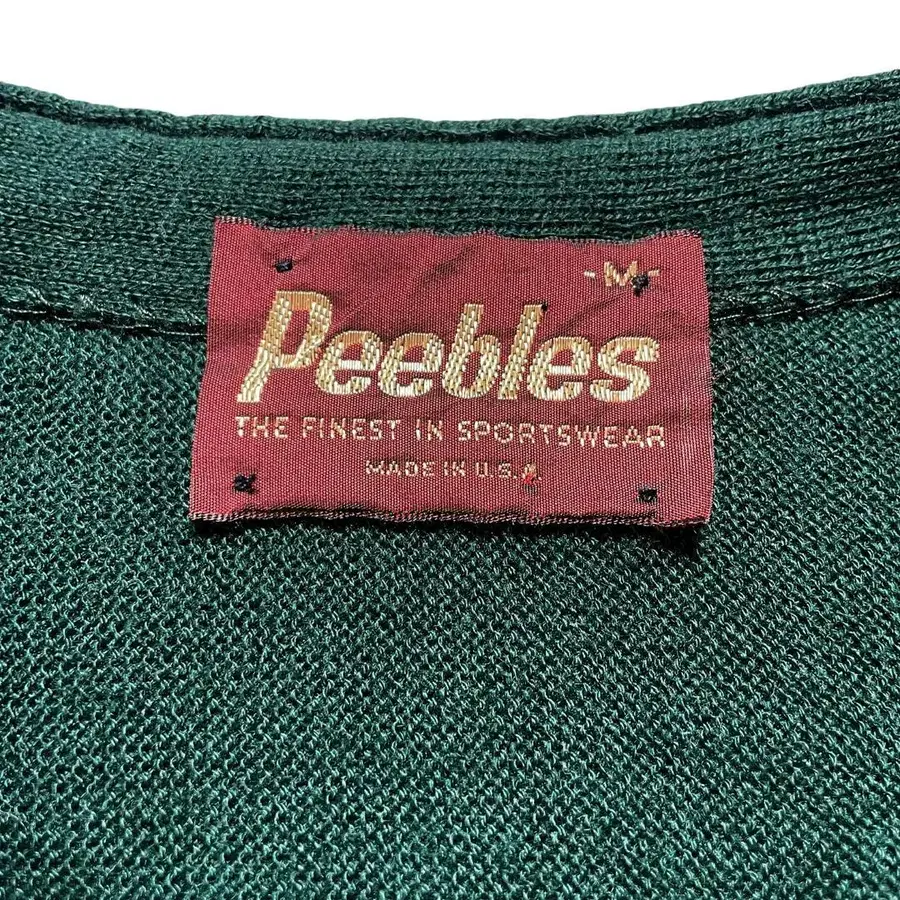 -M-
Peebles
THE FINEST IN SPORTSWEAR
MADE IN U.S.A.